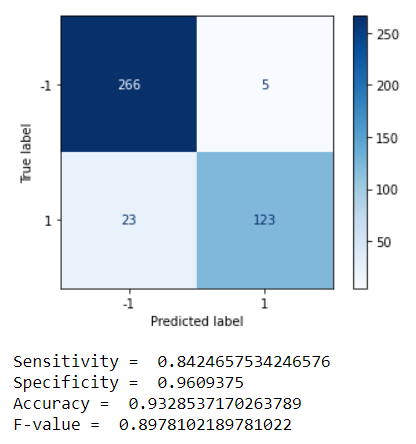 -1 266 5 250
200
150
True label
1 23 123 100
50
-1 1
Predicted label
Sensitivity = 0.8424657534246576
Specificity = 0.9609375
Accuracy = 0.9328537170263789
F-value = 0.8978102189781022